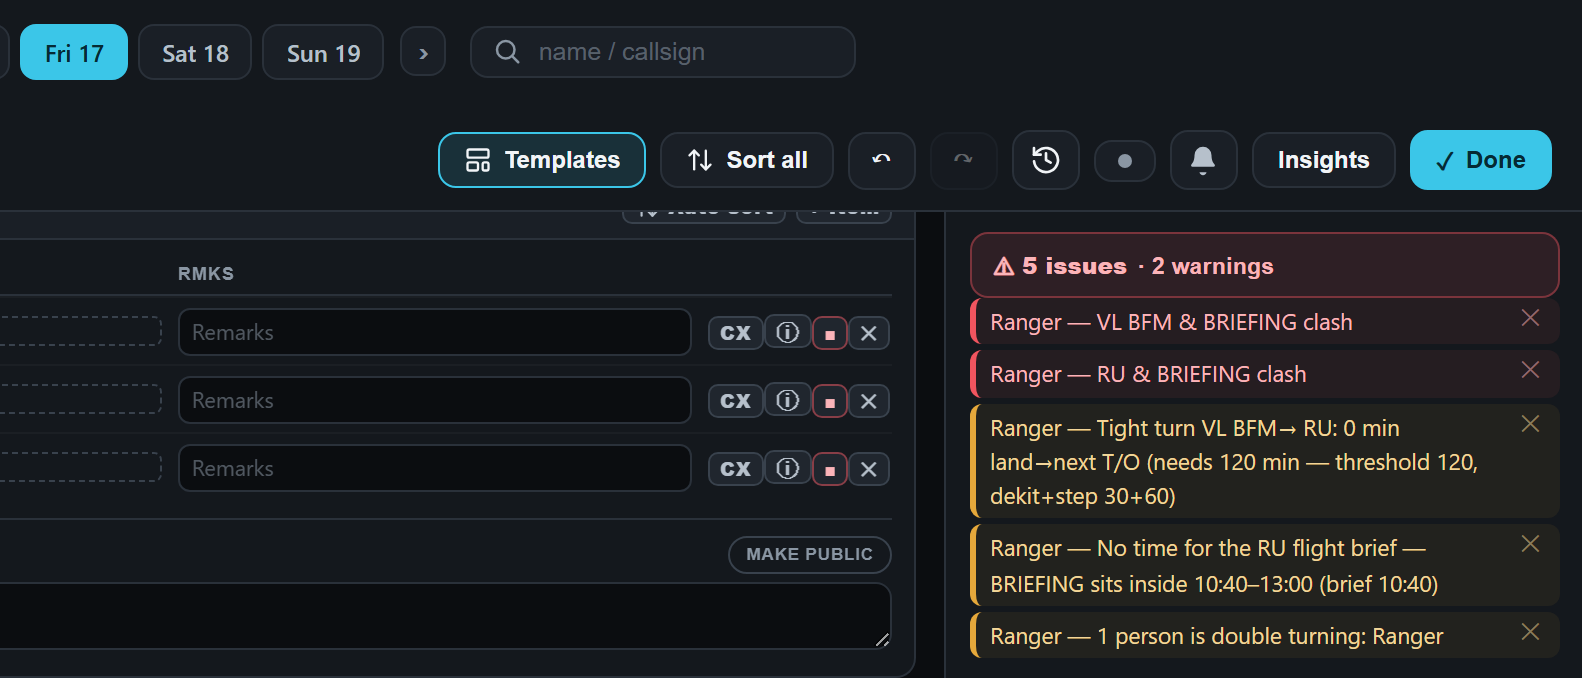 Fri 17
Sat 18
Sun 19
›
name / callsign
Templates
Sort all
Insights
✓ Done
RMKS
Remarks
CX
Remarks
CX
Remarks
CX
MAKE PUBLIC
⚠ 5 issues · 2 warnings
Ranger — VL BFM & BRIEFING clash
Ranger — RU & BRIEFING clash
Ranger — Tight turn VL BFM→ RU: 0 min
land→next T/O (needs 120 min — threshold 120,
dekit+step 30+60)
Ranger — No time for the RU flight brief —
BRIEFING sits inside 10:40–13:00 (brief 10:40)
Ranger — 1 person is double turning: Ranger